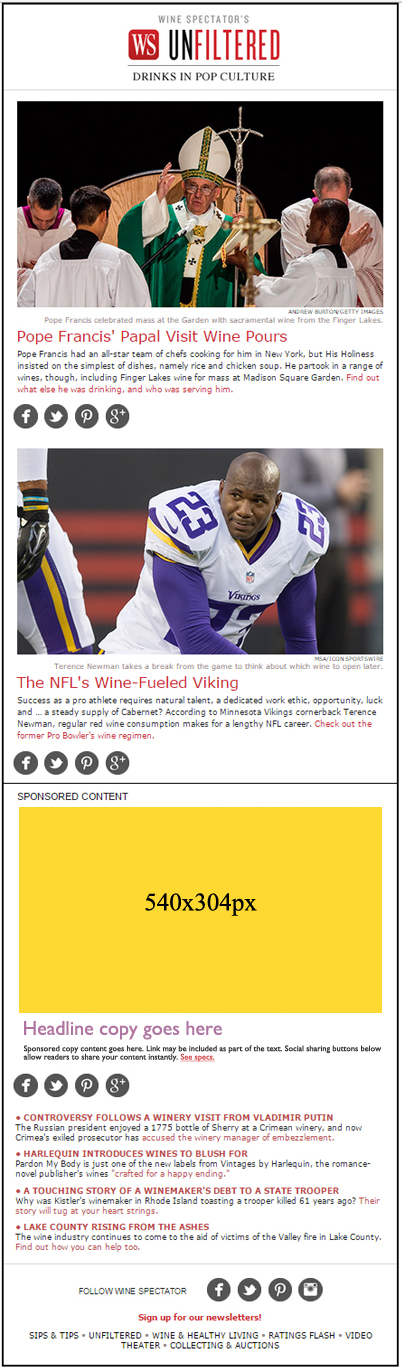 WINE SPECTATOR'S
WS UNFILTERED
DRINKS IN POP CULTURE
ANDREW BURTON/GETTY IMAGES
Pope Francis celebrated mass at the Garden with sacramental wine from the Finger Lakes.
Pope Francis' Papal Visit Wine Pours
Pope Francis had an all-star team of chefs cooking for him in New York, but His Holiness
insisted on the simplest of dishes, namely rice and chicken soup. He partook in a range of
wines, though, including Finger Lakes wine for mass at Madison Square Garden. Find out
what else he was drinking, and who was serving him.
23
23
VIKINGS
23
MSA/ICON SPORTSWIRE
Terence Newman takes a break from the game to think about which wine to open later.
The NFL's Wine-Fueled Viking
Success as a pro athlete requires natural talent, a dedicated work ethic, opportunity, luck
and ... a steady supply of Cabernet? According to Minnesota Vikings cornerback Terence
Newman, regular red wine consumption makes for a lengthy NFL career. Check out the
former Pro Bowler's wine regimen.
SPONSORED CONTENT
540x304px
Headline copy goes here
Sponsored copy content goes here. Link may be included as part of the text. Social sharing buttons below
allow readers to share your content instantly. See specs.
• CONTROVERSY FOLLOWS A WINERY VISIT FROM VLADIMIR PUTIN
The Russian president enjoyed a 1775 bottle of Sherry at a Crimean winery, and now
Crimea's exiled prosecutor has accused the winery manager of embezzlement.
• HARLEQUIN INTRODUCES WINES TO BLUSH FOR
Pardon My Body is just one of the new labels from Vintages by Harlequin, the romance-
novel publisher's wines "crafted for a happy ending."
• A TOUCHING STORY OF A WINEMAKER'S DEBT TO A STATE TROOPER
Why was Kistler's winemaker in Rhode Island toasting a trooper killed 61 years ago? Their
story will tug at your heart strings.
• LAKE COUNTY RISING FROM THE ASHES
The wine industry continues to come to the aid of victims of the Valley fire in Lake County.
Find out how you can help too.
FOLLOW WINE SPECTATOR
Sign up for our newsletters!
SIPS & TIPS • UNFILTERED • WINE & HEALTHY LIVING • RATINGS FLASH • VIDEO
THEATER • COLLECTING & AUCTIONS